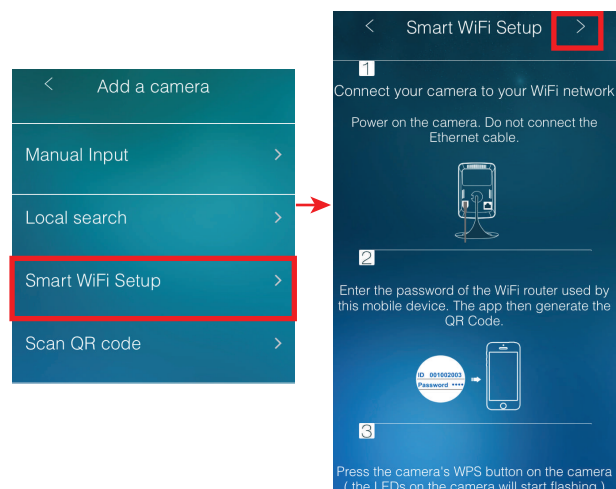 Add a camera
Manual Input
Local search
Smart WiFi Setup
Scan QR code
Smart WiFi Setup
1
Connect your camera to your WiFi network
Power on the camera. Do not connect the
Ethernet cable.
2
Enter the password of the WiFi router used by
this mobile device. The app then generate the
QR Code.
ID 001002003
Password ••••
3
Press the camera's WPS button on the camera
( the LEDs on the camera will start flashing )